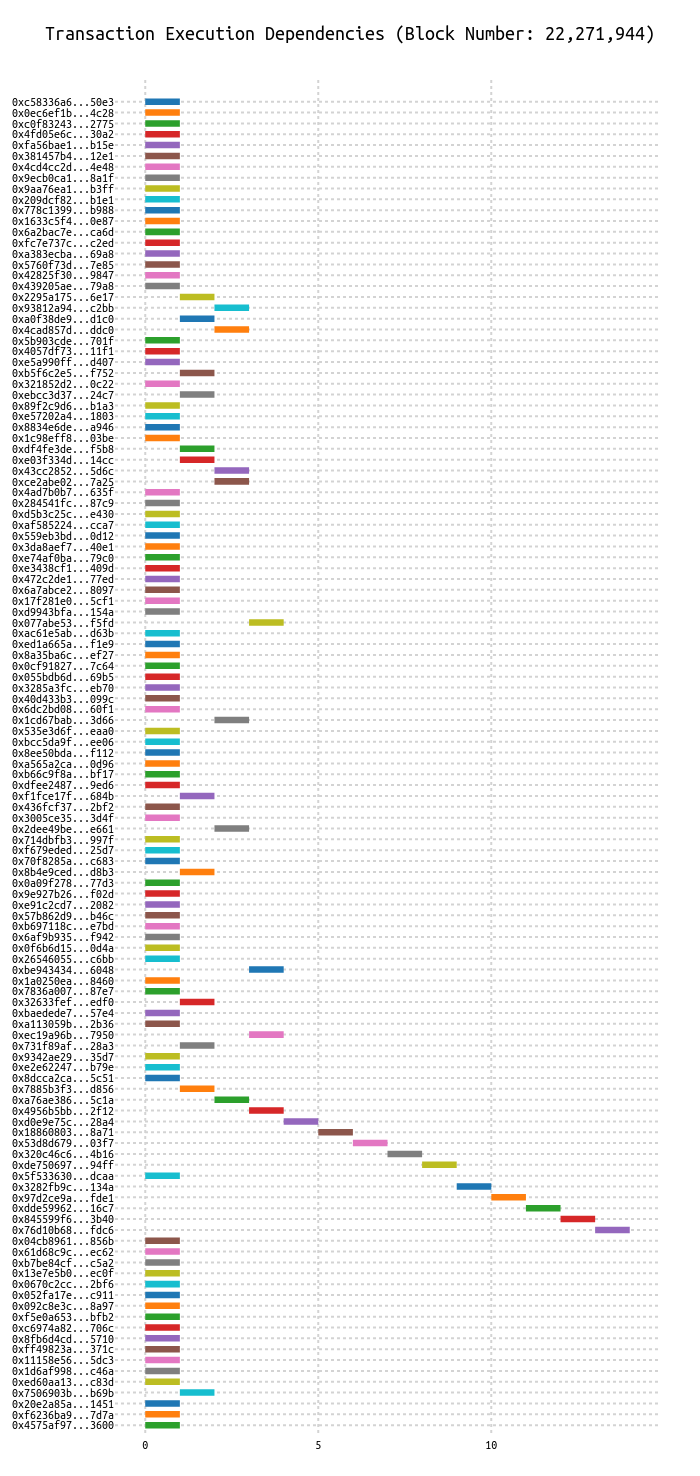 Transaction Execution Dependencies (Block Number: 22,271,944)
0xc58336a6...50e3
0x0ec6ef1b...4c28
0xc0f83243...2775
0x4fd05e6c...30a2
0xfa56bae1...b15e
0x381457b4...12e1
0x4cd4cc2d...4e48
0x9ecb0ca1...8a1f
0x9aa76ea1...b3ff
0x209dcf82...b1e1
0x778c1399...b988
0x1633c5f4...0e87
0x6a2bac7e...ca6d
0xfc7e737c...c2ed
0xa383ecba...69a8
0x5760f73d...7e85
0x42825f30...9847
0x439205ae...79a8
0x2295a175...6e17
0x93812a94...c2bb
0xa0f38de9...d1c0
0x4cad857d...ddc0
0x5b903cde...701f
0x4057df73...11f1
0xe5a990ff...d407
0xb5f6c2e5...f752
0x321852d2...0c22
0xebcc3d37...24c7
0x89f2c9d6...b1a3
0xe57202a4...1803
0x8834e6de...a946
0x1c98eff8...03be
0xdf4fe3de...f5b8
0xe03f334d...14cc
0x43cc2852...5d6c
0xce2abe02...7a25
0x4ad7b0b7...635f
0x284541fc...87c9
0xd5b3c25c...e430
0xaf585224...cca7
0x559eb3bd...0d12
0x3da8aef7...40e1
0xe74af0ba...79c0
0xe3438cf1...409d
0x472c2de1...77ed
0x6a7abce2...8097
0x17f281e0...5cf1
0xd9943bfa...154a
0x077abe53...f5fd
0xac61e5ab...d63b
0xed1a665a...f1e9
0x8a35ba6c...ef27
0x0cf91827...7c64
0x055bdb6d...69b5
0x3285a3fc...eb70
0x40d433b3...099c
0x6dc2bd08...60f1
0x1cd67bab...3d66
0x535e3d6f...eaa0
0xbcc5da9f...ee06
0x8ee50bda...f112
0xa565a2ca...0d96
0xb66c9f8a...bf17
0xdfee2487...9ed6
0xf1fce17f...684b
0x436fcf37...2bf2
0x3005ce35...3d4f
0x2dee49be...e661
0x714dbfb3...997f
0xf679eded...25d7
0x70f8285a...c683
0x8b4e9ced...d8b3
0x0a09f278...77d3
0x9e927b26...f02d
0xe91c2cd7...2082
0x57b862d9...b46c
0xb697118c...e7bd
0x6af9b935...f942
0x0f6b6d15...0d4a
0x26546055...c6bb
0xbe943434...6048
0x1a0250ea...8460
0x7836a007...87e7
0x32633fef...edf0
0xbaedede7...57e4
0xa113059b...2b36
0xec19a96b...7950
0x731f89af...28a3
0x9342ae29...35d7
0xe2e62247...b79e
0x8dcca2ca...5c51
0x7885b3f3...d856
0xa76ae386...5c1a
0x4956b5bb...2f12
0xd0e9e75c...28a4
0x18860803...8a71
0x53d8d679...03f7
0x320c46c6...4b16
0xde750697...94ff
0x5f533630...dcaa
0x3282fb9c...134a
0x97d2ce9a...fde1
0xdde59962...16c7
0x845599f6...3b40
0x76d10b68...fdc6
0x04cb8961...856b
0x61d68c9c...ec62
0xb7be84cf...c5a2
0x13e7e5b0...ec0f
0x0670c2cc...2bf6
0x052fa17e...c911
0x092c8e3c...8a97
0xf5e0a653...bfb2
0xc6974a82...706c
0x8fb6d4cd...5710
0xff49823a...371c
0x11158e56...5dc3
0x1d6af998...c46a
0xed60aa13...c83d
0x7506903b...b69b
0x20e2a85a...1451
0xf6236ba9...7d7a
0x4575af97...3600
0 5 10